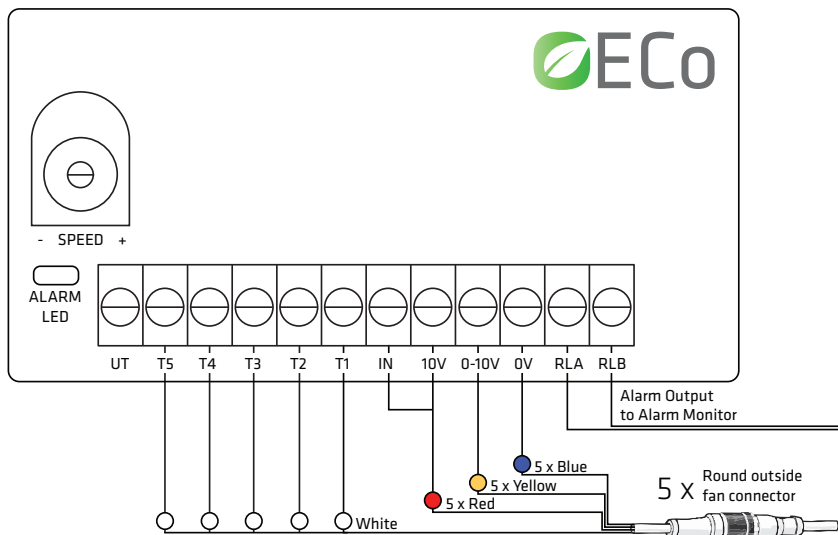 ECo
- SPEED +
ALARM
LED
UT T5 T4 T3 T2 T1 IN 10V 0-10V 0V RLA RLB
Alarm Output
to Alarm Monitor
5 x Blue
5 x Yellow
5 x Red
White
5 x Round outside
fan connector